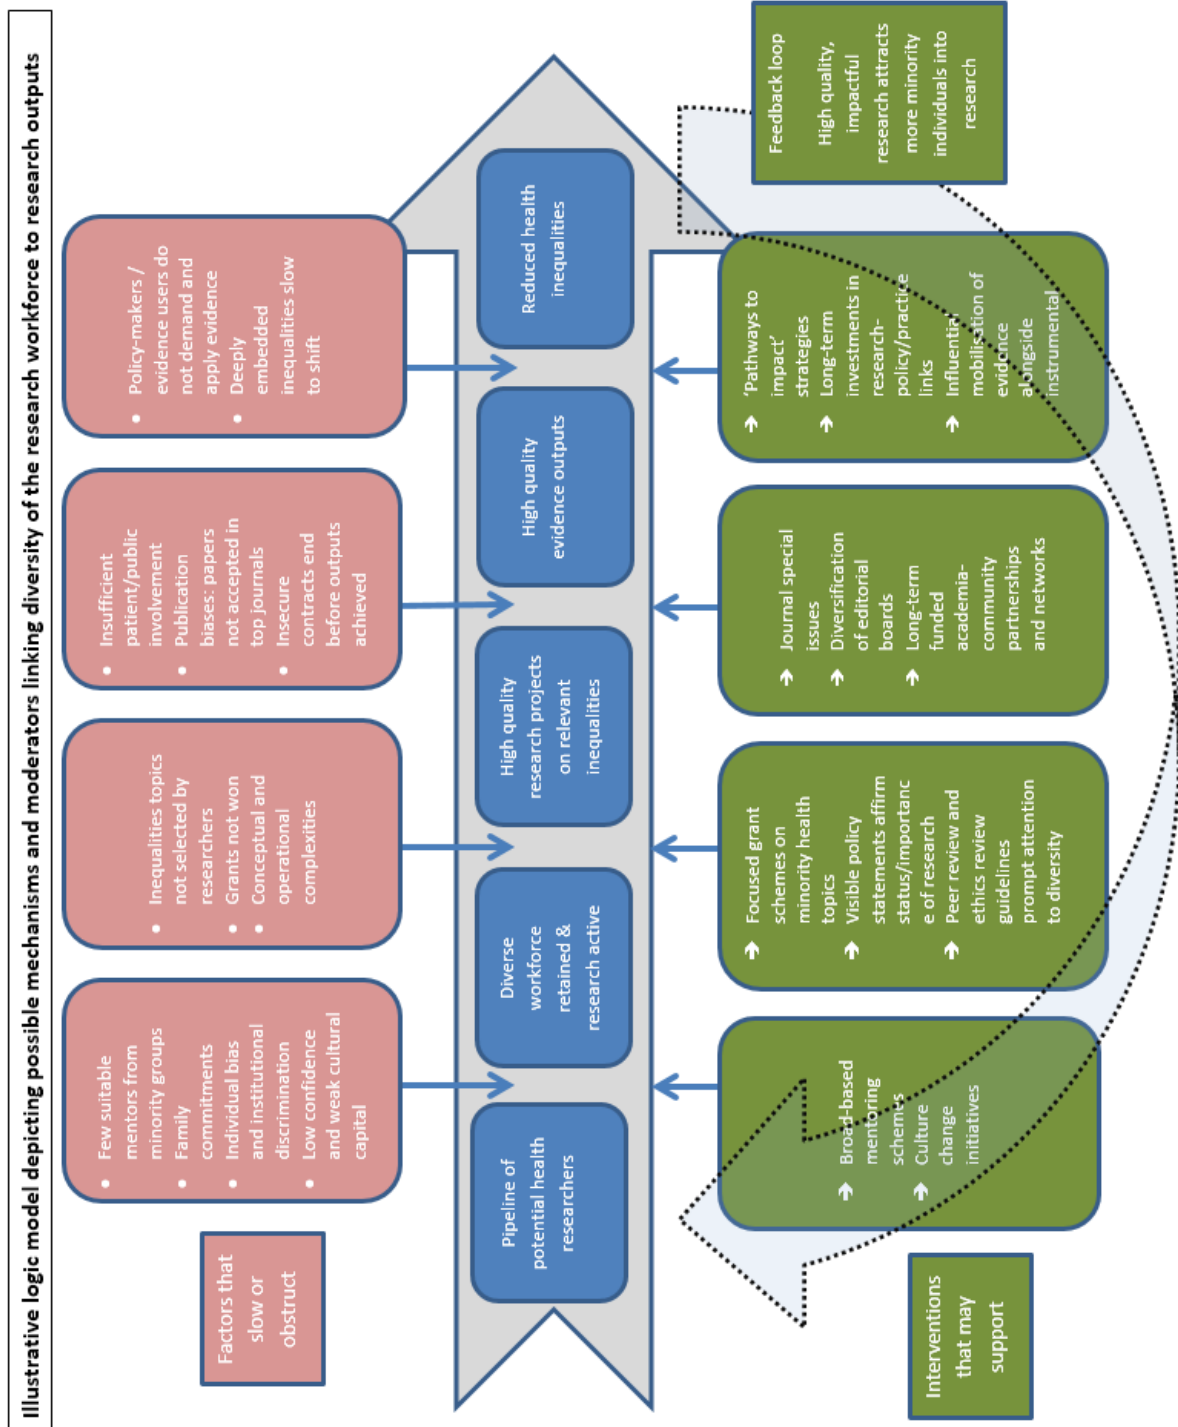 Illustrative logic model depicting possible mechanisms and moderators linking diversity of the research workforce to research outputs
Factors that
slow or
obstruct
• Few suitable
mentors from
minority groups
• Family
commitments
• Individual bias
and institutional
discrimination
• Low confidence
and weak cultural
capital
• Inequalities topics
not selected by
researchers
• Grants not won
• Conceptual and
operational
complexities
• Insufficient
patient/public
involvement
• Publication
biases: papers
not accepted in
top journals
• Insecure
contracts end
before outputs
achieved
• Policy-makers /
evidence users do
not demand and
apply evidence
• Deeply
embedded
inequalities slow
to shift
Pipeline of
potential health
researchers
Diverse
workforce
retained &
research active
High quality
research projects
on relevant
inequalities
High quality
evidence outputs
Reduced health
inequalities
Interventions
that may
support
→ Broad-based
mentoring
schemes
→ Culture
change
initiatives
→ Focused grant
schemes on
minority health
topics
→ Visible policy
statements affirm
status/importanc
e of research
→ Peer review and
ethics review
guidelines
prompt attention
to diversity
→ Journal special
issues
→ Diversification
of editorial
boards
→ Long-term
funded
academia-
community
partnerships
and networks
→ 'Pathways to
impact'
strategies
→ Long-term
investments in
research-
policy/practice
links
→ Influential
mobilisation of
evidence
alongside
instrumental
Feedback loop
High quality,
impactful
research attracts
more minority
individuals into
research